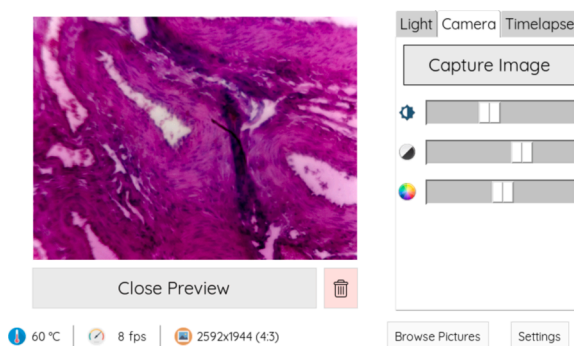 Light Camera Timelapse
Capture Image
Close Preview
60 °C 8 fps 2592x1944 (4:3)
Browse Pictures Settings